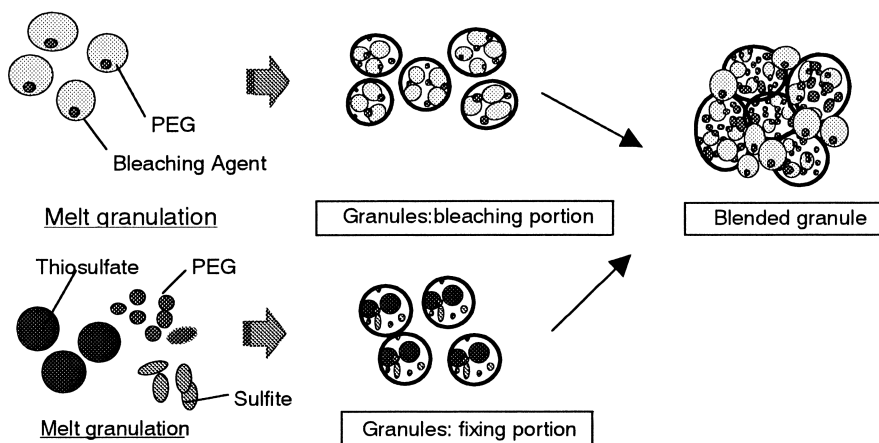 PEG
Bleaching Agent
Melt granulation
Granules:bleaching portion
Blended granule
Thiosulfate
PEG
Sulfite
Melt granulation
Granules: fixing portion